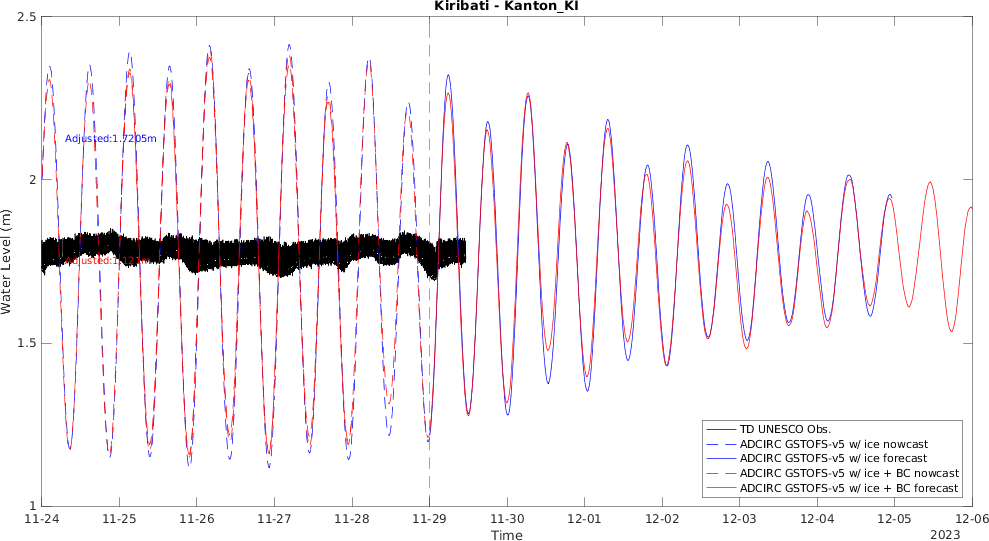 Kiribati - Kanton_KI
2.5
2
1.5
1
Water Level (m)
Adjusted:1.7205m
TD UNESCO Obs.
ADCIRC GSTOFS-v5 w/ ice nowcast
ADCIRC GSTOFS-v5 w/ ice forecast
ADCIRC GSTOFS-v5 w/ ice + BC nowcast
ADCIRC GSTOFS-v5 w/ ice + BC forecast
11-24 11-25 11-26 11-27 11-28 11-29 11-30 12-01 12-02 12-03 12-04 12-05 12-06
Time
2023